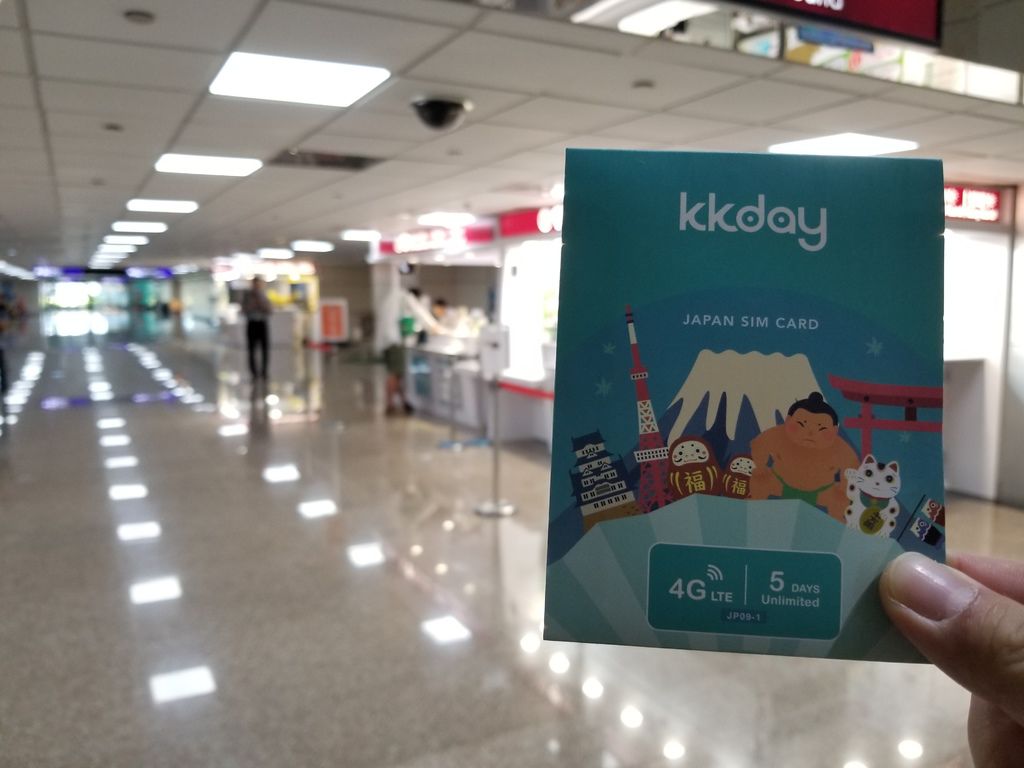 kkday
JAPAN SIM CARD
福
福
4G LTE
5 DAYS
Unlimited
JP09-1